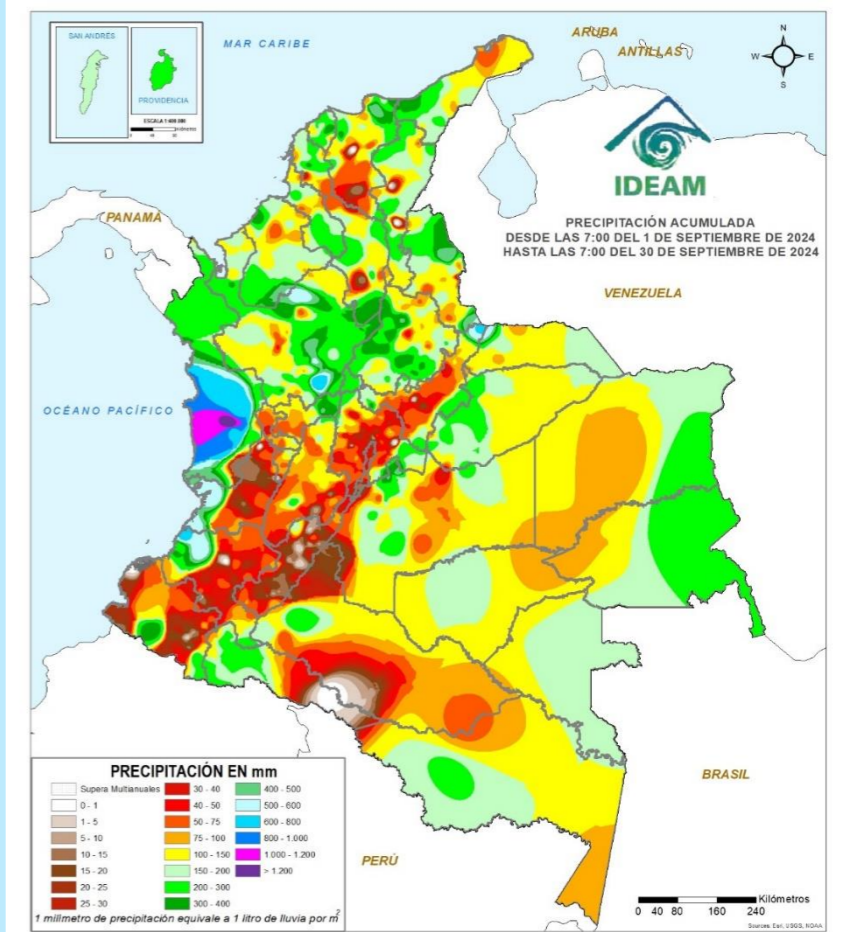 SAN ANDRÉS
PROVIDENCIA
MAR CARIBE
ARUBA
ANTILLAS
N
W
E
S
IDEAM
PRECIPITACIÓN ACUMULADA
DESDE LAS 7:00 DEL 1 DE SEPTIEMBRE DE 2024
HASTA LAS 7:00 DEL 30 DE SEPTIEMBRE DE 2024
PANAMÁ
VENEZUELA
OCÉANO PACÍFICO
BRASIL
PERÚ
PRECIPITACIÓN EN mm
Supera Multianuales
0 - 1
1 - 5
5 - 10
10 - 15
15 - 20
20 - 25
25 - 30
30 - 40
40 - 50
50 - 75
75 - 100
100 - 150
150 - 200
200 - 300
300 - 400
400 - 500
500 - 600
600 - 800
800 - 1.000
1.000 - 1.200
> 1.200
1 milímetro de precipitación equivale a 1 litro de lluvia por m²
Kilómetros
0 40 80 160 240
Sources: Esri, USGS, NOAA